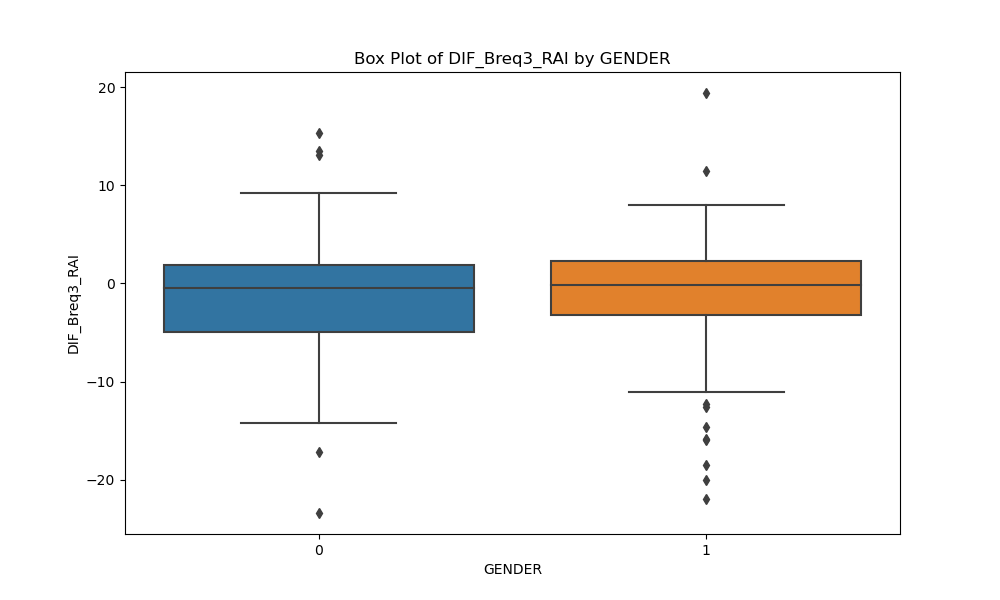 Box Plot of DIF_Breq3_RAI by GENDER
20
10
0
−10
−20
DIF_Breq3_RAI
0 1
GENDER